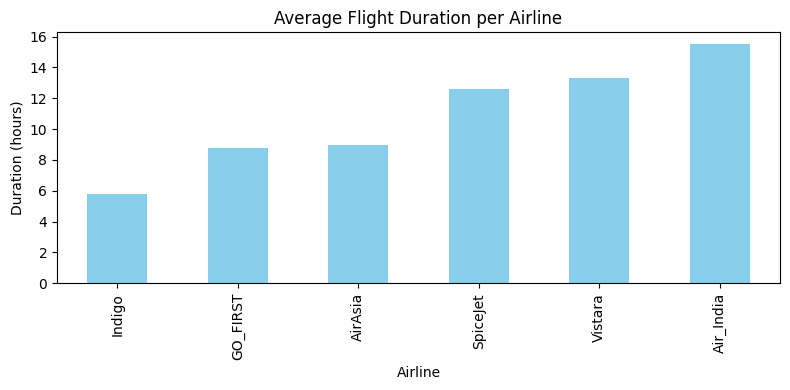 Average Flight Duration per Airline
16
14
12
10
8
6
4
2
0
Duration (hours)
Indigo
GO_FIRST
AirAsia
SpiceJet
Vistara
Air_India
Airline